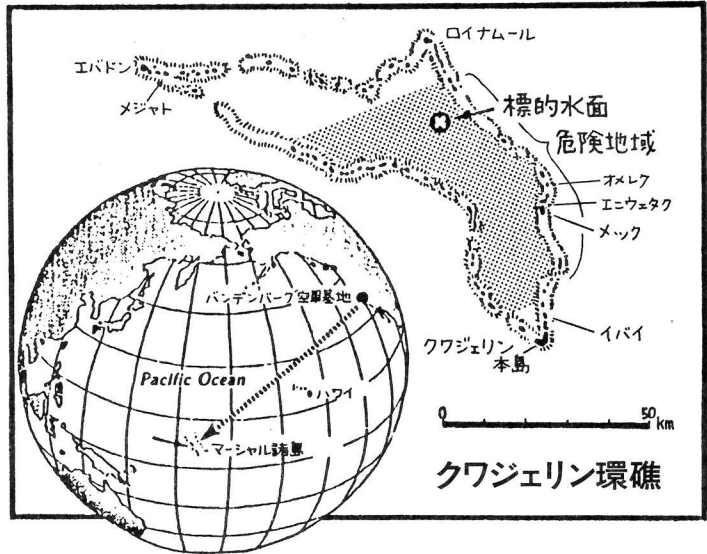 ロイナムール
エバドン
メジャト
標的水面
危険地域
オメレク
エニウェタク
メック
バンデンバーク空軍基地
イバイ
クワジェリン
本島
Pacific Ocean
ハワイ
0 50
km
マーシャル諸島
クワジェリン環礁